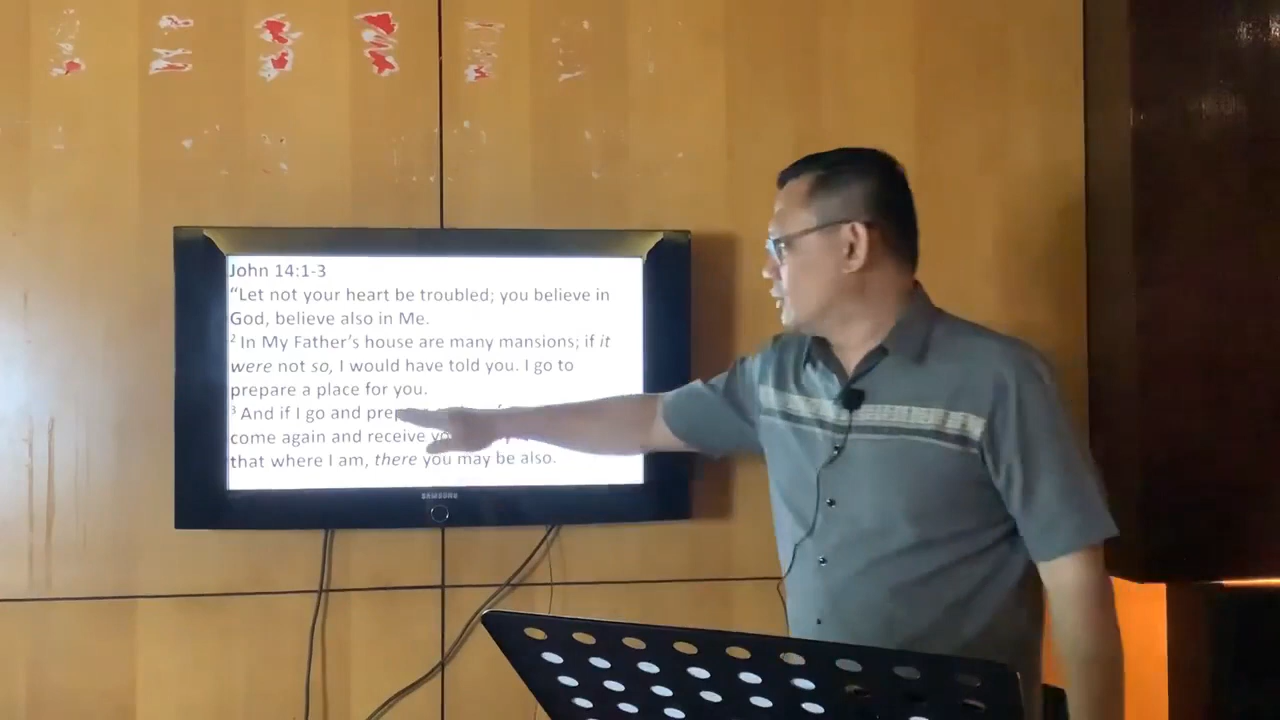 John 14:1-3
“Let not your heart be troubled; you believe in
God, believe also in Me.
² In My Father’s house are many mansions; if it
were not so, I would have told you. I go to
prepare a place for you.
³ And if I go and
come again and receive
that where I am, there you may be also.
SAMSUNG